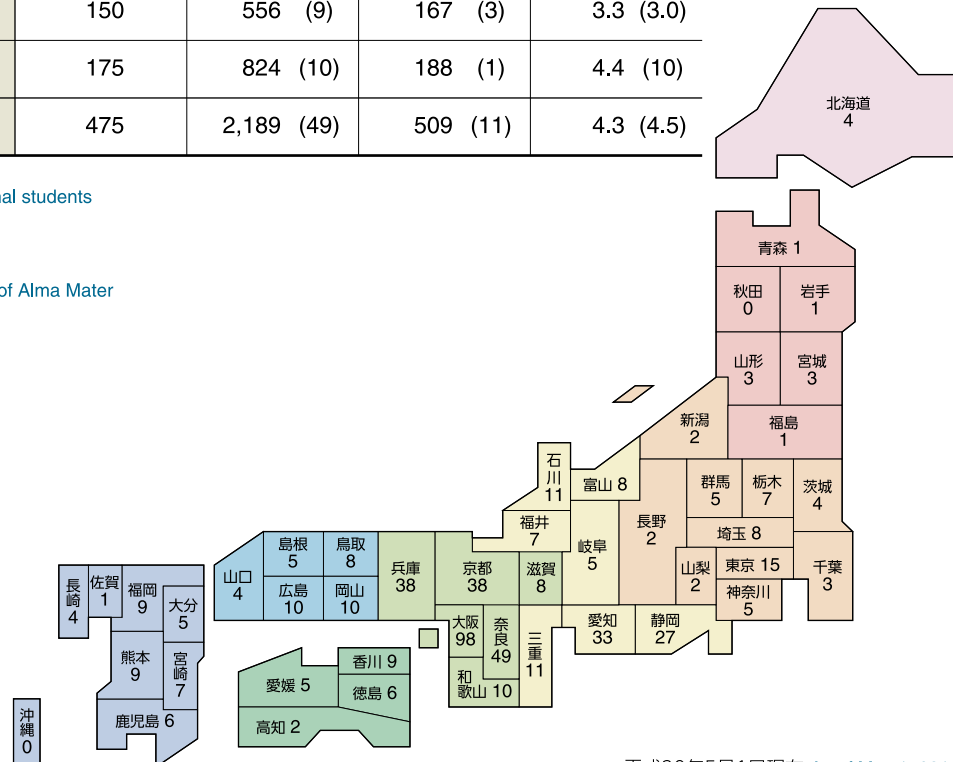 150 556 (9) 167 (3) 3.3 (3.0)
175 824 (10) 188 (1) 4.4 (10)
475 2,189 (49) 509 (11) 4.3 (4.5)
students
of Alma Mater
北海道
4
青森 1
秋田
0
岩手
1
山形
3
宮城
3
新潟
2
福島
1
石川
11
富山 8
福井
7
長野
2
群馬
5
栃木
7
茨城
4
埼玉 8
岐阜
5
山梨
2
東京 15
千葉
3
神奈川
5
島根
5
鳥取
8
兵庫
38
京都
38
滋賀
8
山口
4
広島
10
岡山
10
愛知
33
静岡
27
大阪
98
奈良
49
三重
11
和
歌山 10
香川 9
愛媛 5
徳島 6
高知 2
長崎
4
佐賀
1
福岡
9
大分
5
熊本
9
宮崎
7
鹿児島 6
沖縄
0